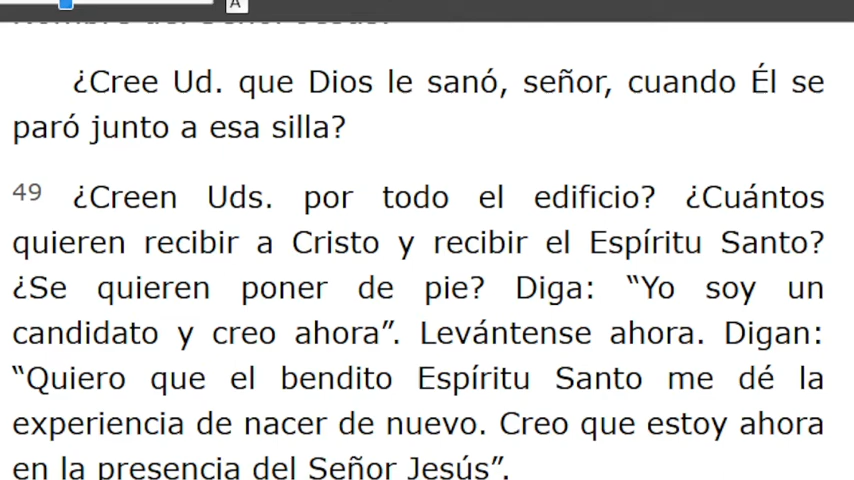 A
¿Cree Ud. que Dios le sanó, señor, cuando Él se
paró junto a esa silla?
49 ¿Creen Uds. por todo el edificio? ¿Cuántos
quieren recibir a Cristo y recibir el Espíritu Santo?
¿Se quieren poner de pie? Diga: “Yo soy un
candidato y creo ahora”. Levántense ahora. Digan:
“Quiero que el bendito Espíritu Santo me dé la
experiencia de nacer de nuevo. Creo que estoy ahora
en la presencia del Señor Jesús”.